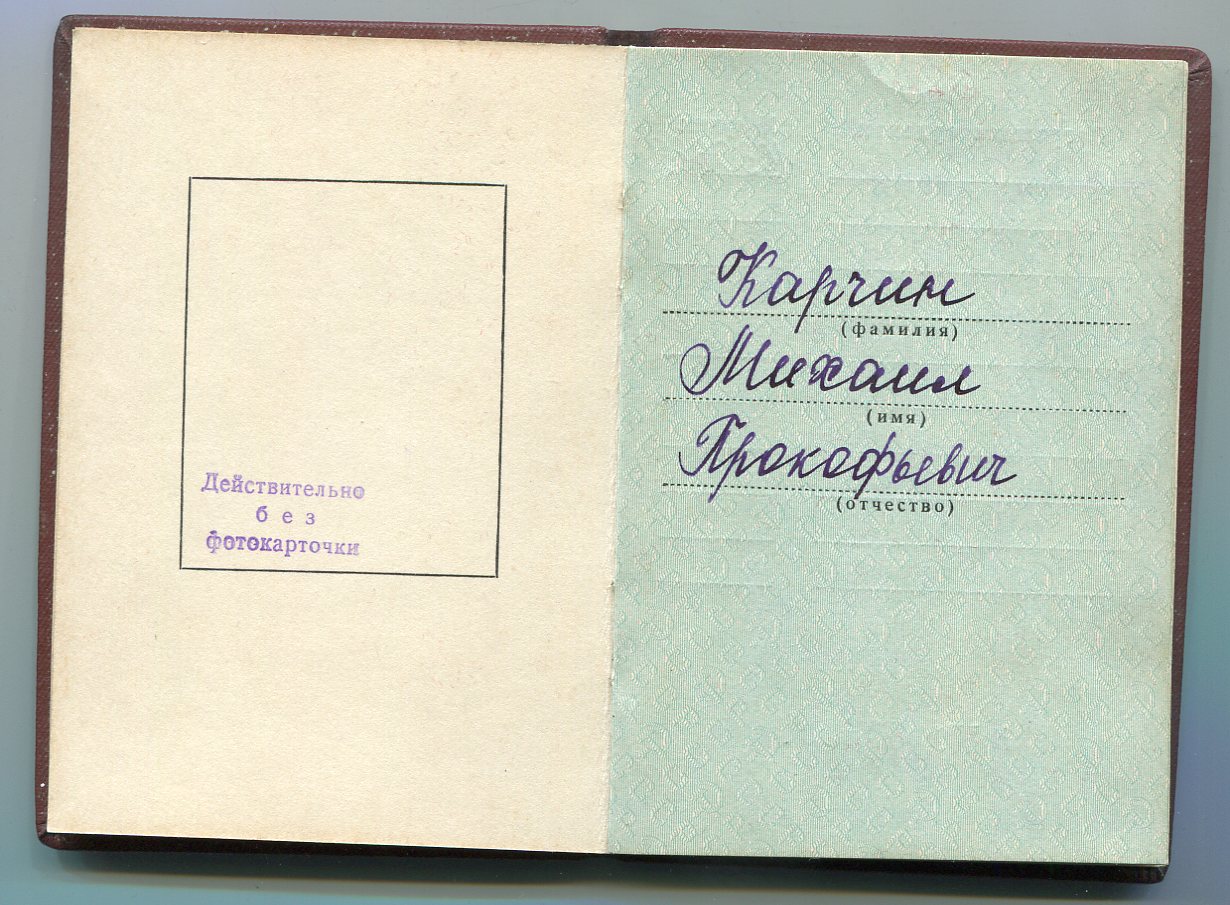 Действительно
без
фотокарточки
Карчин
(фамилия)
Михаил
(имя)
Прокофьевич
(отчество)